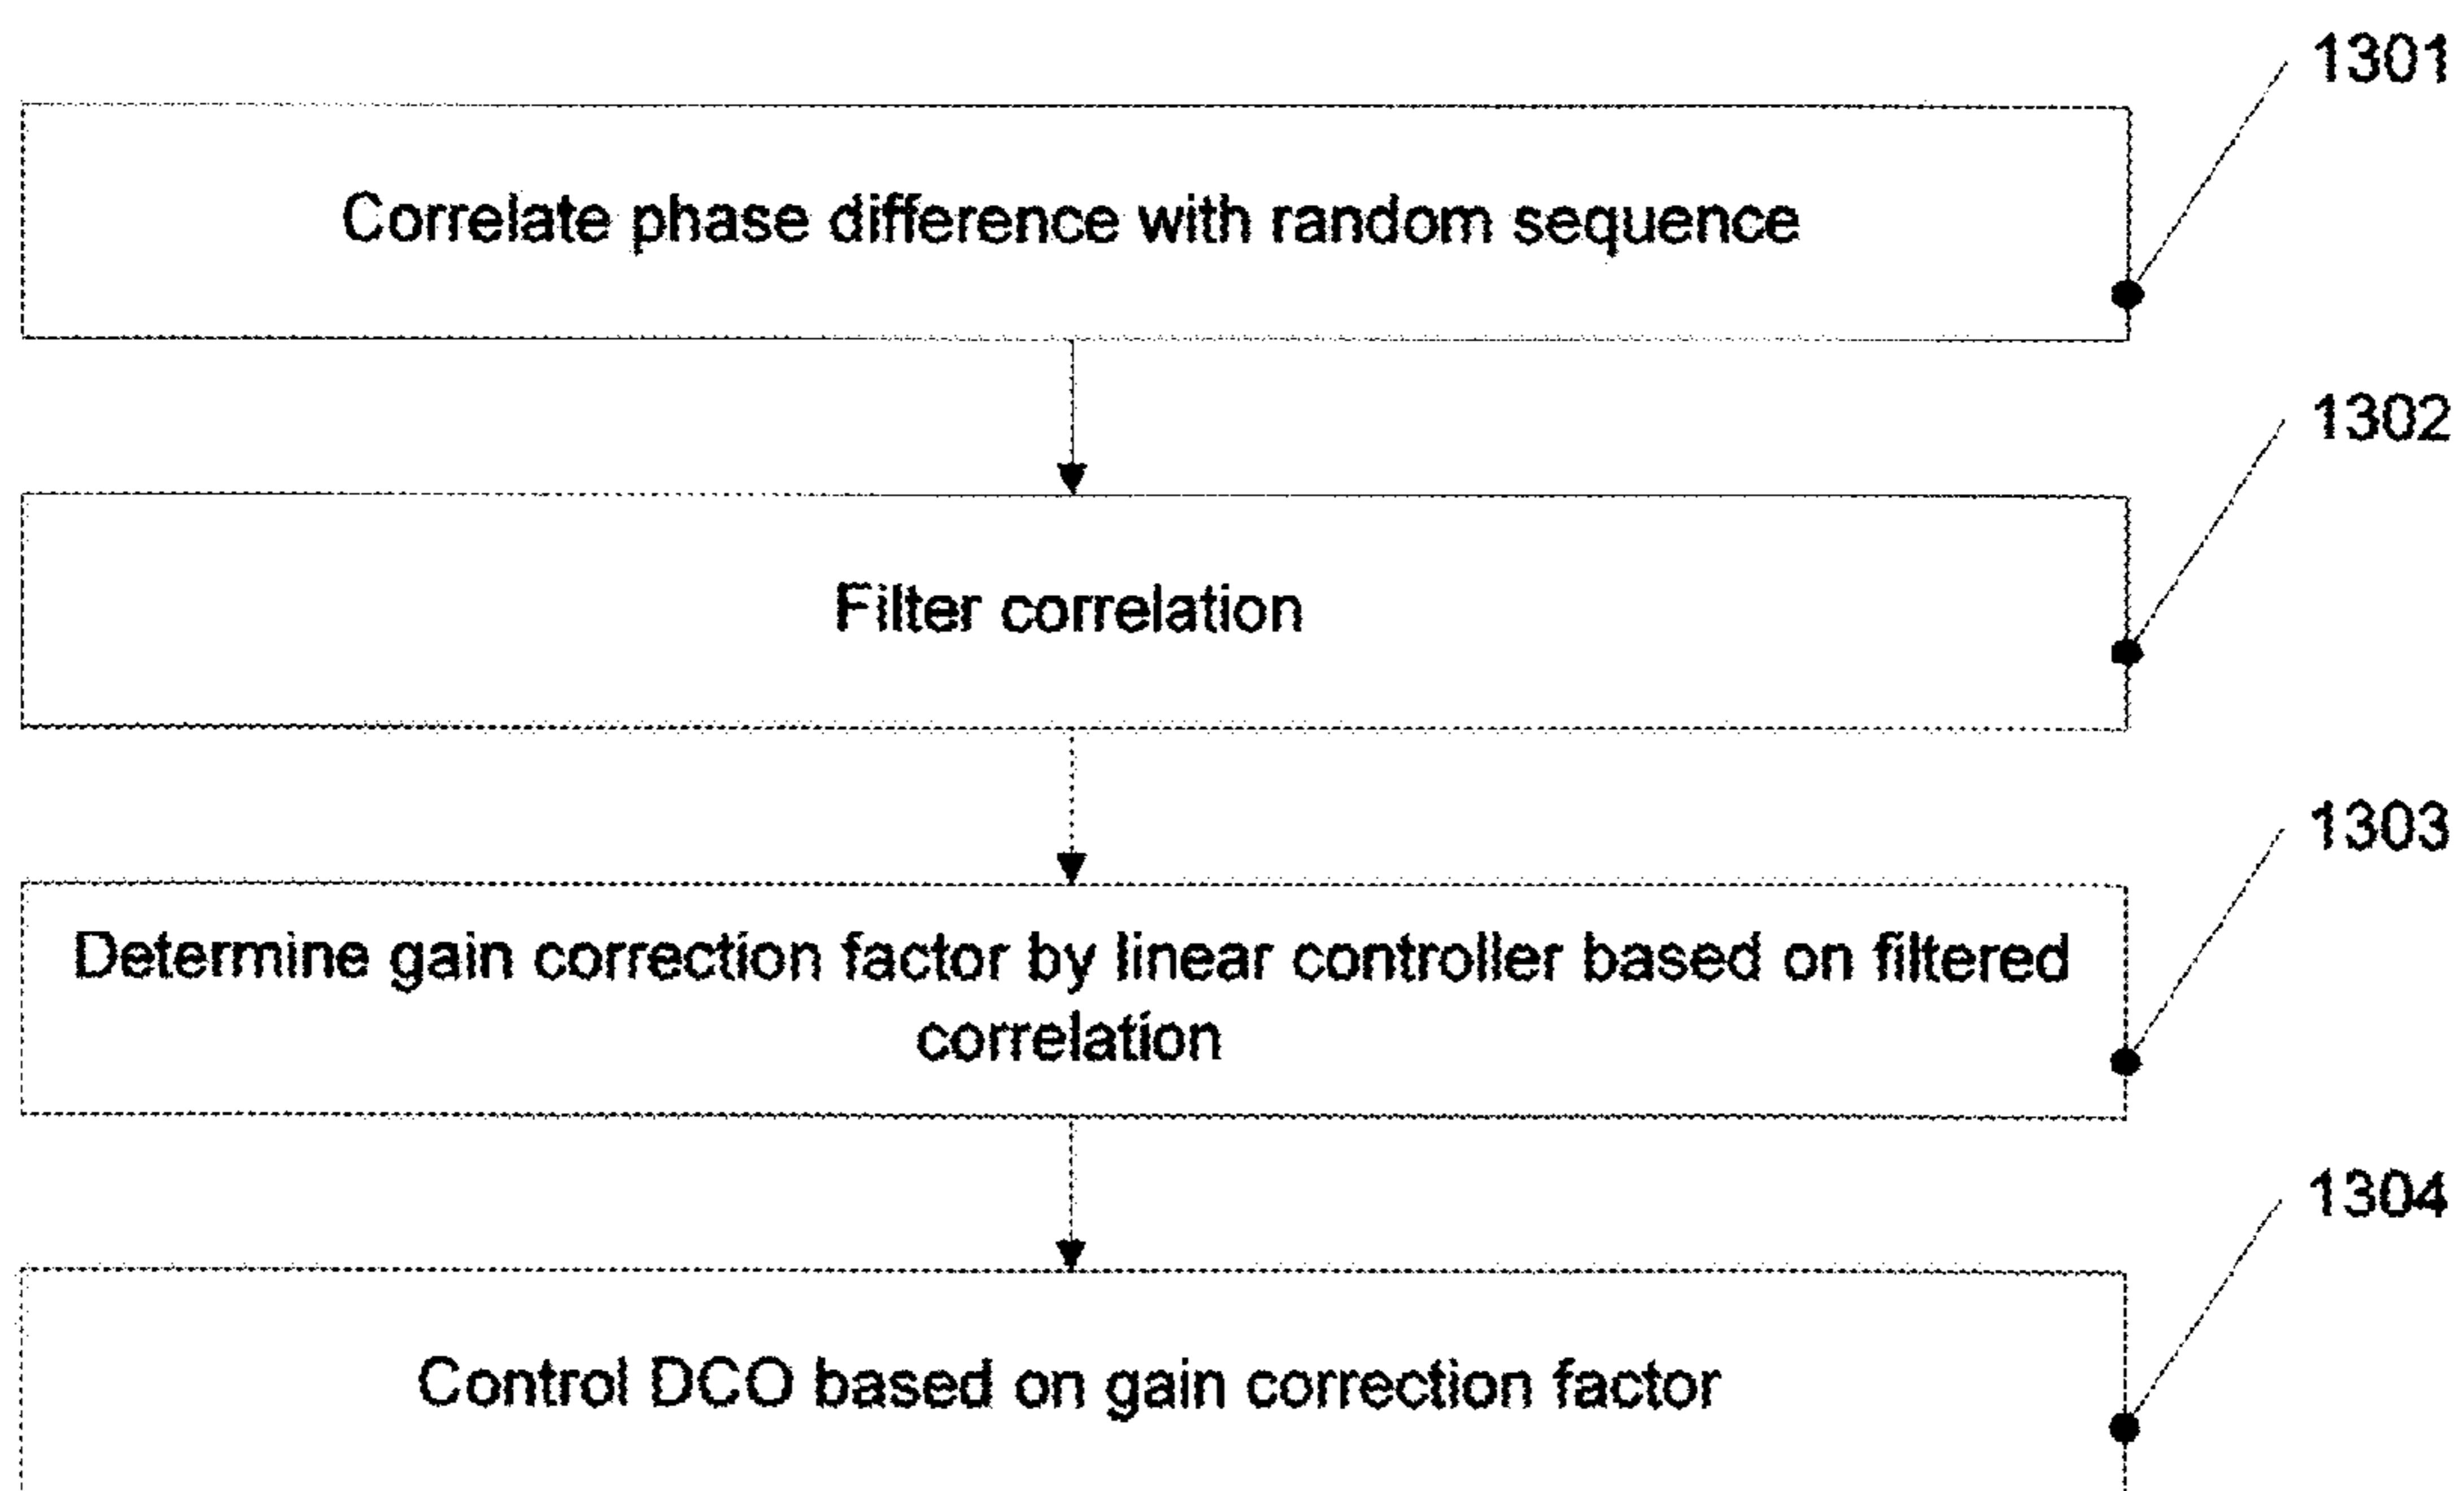 1301
Correlate phase difference with random sequence
1302
Filter correlation
1303
Determine gain correction factor by linear controller based on filtered
correlation
1304
Control DCO based on gain correction factor